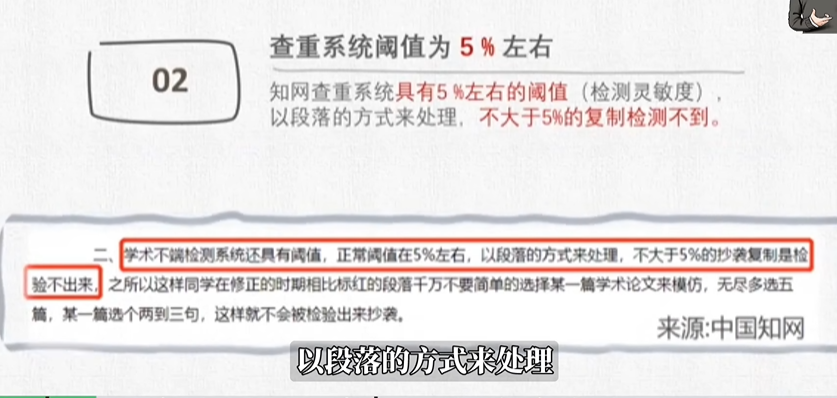 02
查重系统阈值为 5 % 左右
知网查重系统具有5 %左右的阈值（检测灵敏度），
以段落的方式来处理，不大于5%的复制检测不到。
二、学术不端检测系统还具有阈值，正常阈值在5%左右，以段落的方式来处理，不大于5%的抄袭复制是检
验不出来，之所以这样同学在修正的时期相比标红的段落千万不要简单的选择某一篇学术论文来模仿，无尽多选五
篇，某一篇选个两到三句，这样就不会被检验出来抄袭。
来源:中国知网
以段落的方式来处理